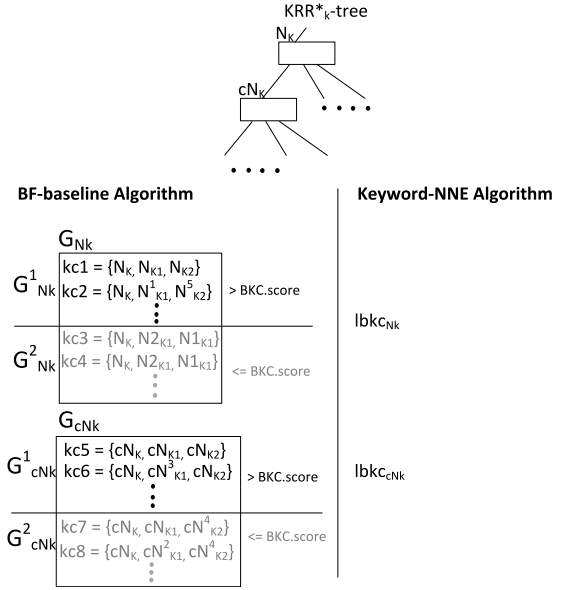 KRR*k-tree
NK
cNK
BF-baseline Algorithm
Keyword-NNE Algorithm
GNk
G1Nk
kc1 = {NK, NK1, NK2}
kc2 = {NK, N1K1, N5K2}
> BKC.score
lbkcNk
G2Nk
kc3 = {NK, N2K1, N1K1}
kc4 = {NK, N2K1, N1K1}
<= BKC.score
GcNk
G1cNk
kc5 = {cNK, cNK1, cNK2}
kc6 = {cNK, cN3K1, cNK2}
> BKC.score
lbkccNk
G2cNk
kc7 = {cNK, cNK1, cN4K2}
kc8 = {cNK, cN2K1, cN4K2}
<= BKC.score